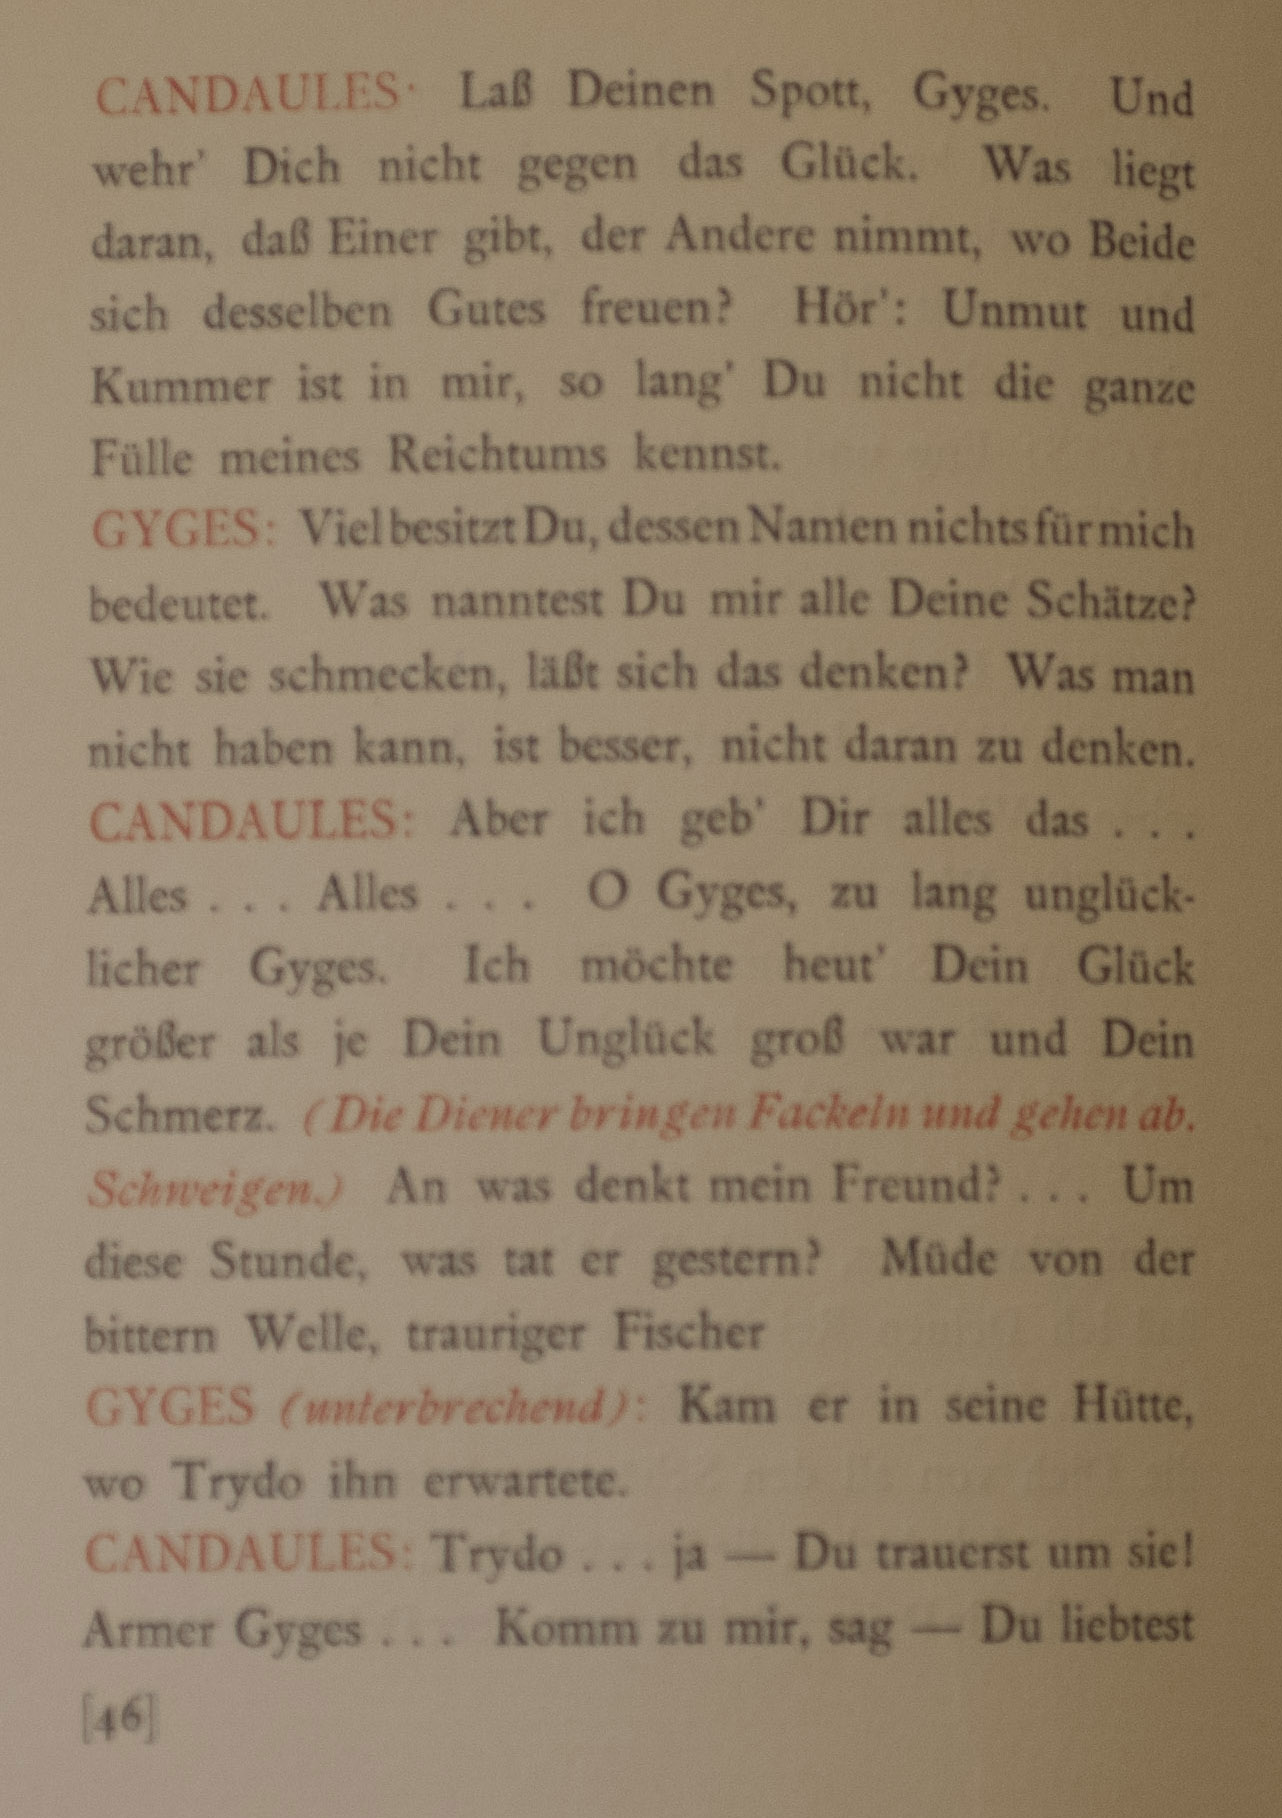 CANDAULES: Laß Deinen Spott, Gyges. Und
wehr' Dich nicht gegen das Glück. Was liegt
daran, daß Einer gibt, der Andere nimmt, wo Beide
sich desselben Gutes freuen? Hör': Unmut und
Kummer ist in mir, so lang' Du nicht die ganze
Fülle meines Reichtums kennst.
GYGES: Viel besitzt Du, dessen Namen nichts für mich
bedeutet. Was nanntest Du mir alle Deine Schätze?
Wie sie schmecken, läßt sich das denken? Was man
nicht haben kann, ist besser, nicht daran zu denken.
CANDAULES: Aber ich geb' Dir alles das . . .
Alles . . . Alles . . . O Gyges, zu lang unglück-
licher Gyges. Ich möchte heut' Dein Glück
größer als je Dein Unglück groß war und Dein
Schmerz. (Die Diener bringen Fackeln und gehen ab.
Schweigen.) An was denkt mein Freund? . . . Um
diese Stunde, was tat er gestern? Müde von der
bittern Welle, trauriger Fischer
GYGES (unterbrechend): Kam er in seine Hütte,
wo Trydo ihn erwartete.
CANDAULES: Trydo . . . ja — Du trauerst um sie!
Armer Gyges . . . Komm zu mir, sag — Du liebtest
[46]